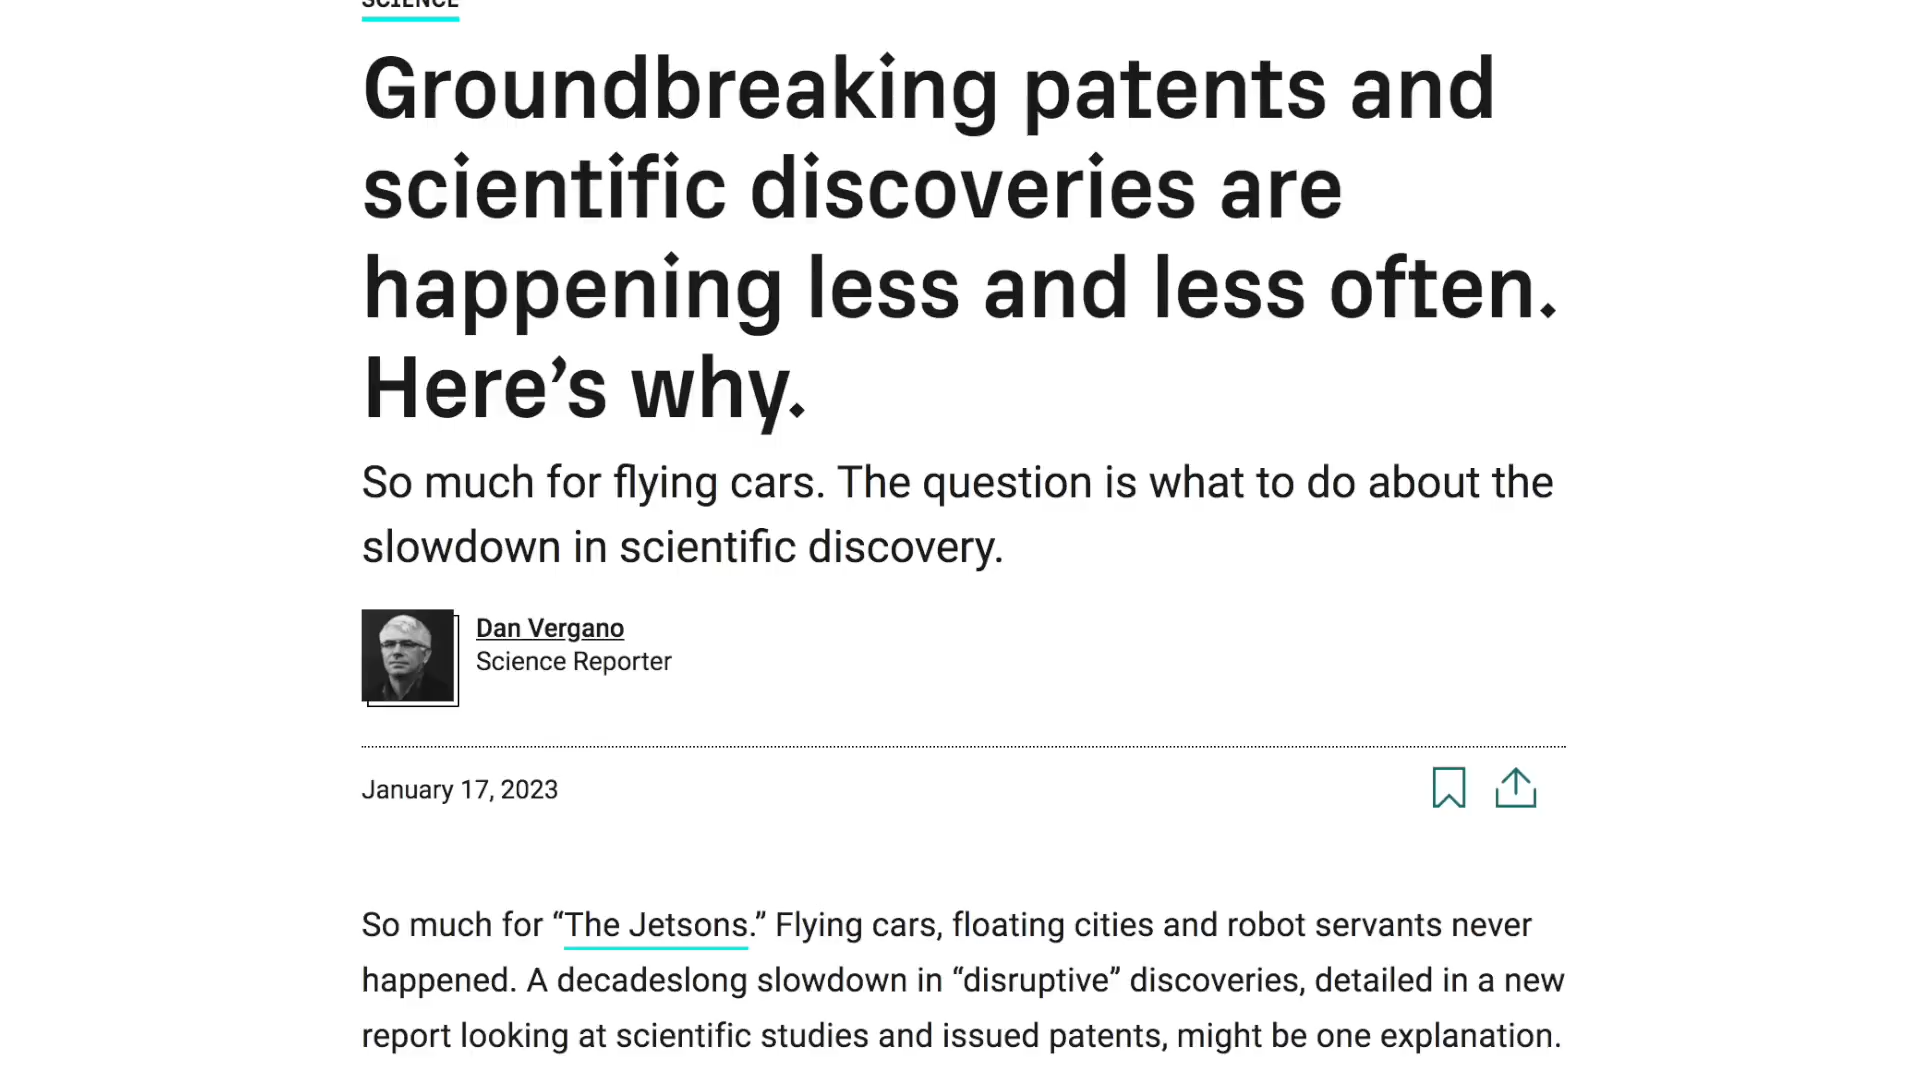 SCIENCE
Groundbreaking patents and
scientific discoveries are
happening less and less often.
Here’s why.
So much for flying cars. The question is what to do about the
slowdown in scientific discovery.
Dan Vergano
Science Reporter
January 17, 2023
So much for “The Jetsons.” Flying cars, floating cities and robot servants never
happened. A decadeslong slowdown in “disruptive” discoveries, detailed in a new
report looking at scientific studies and issued patents, might be one explanation.